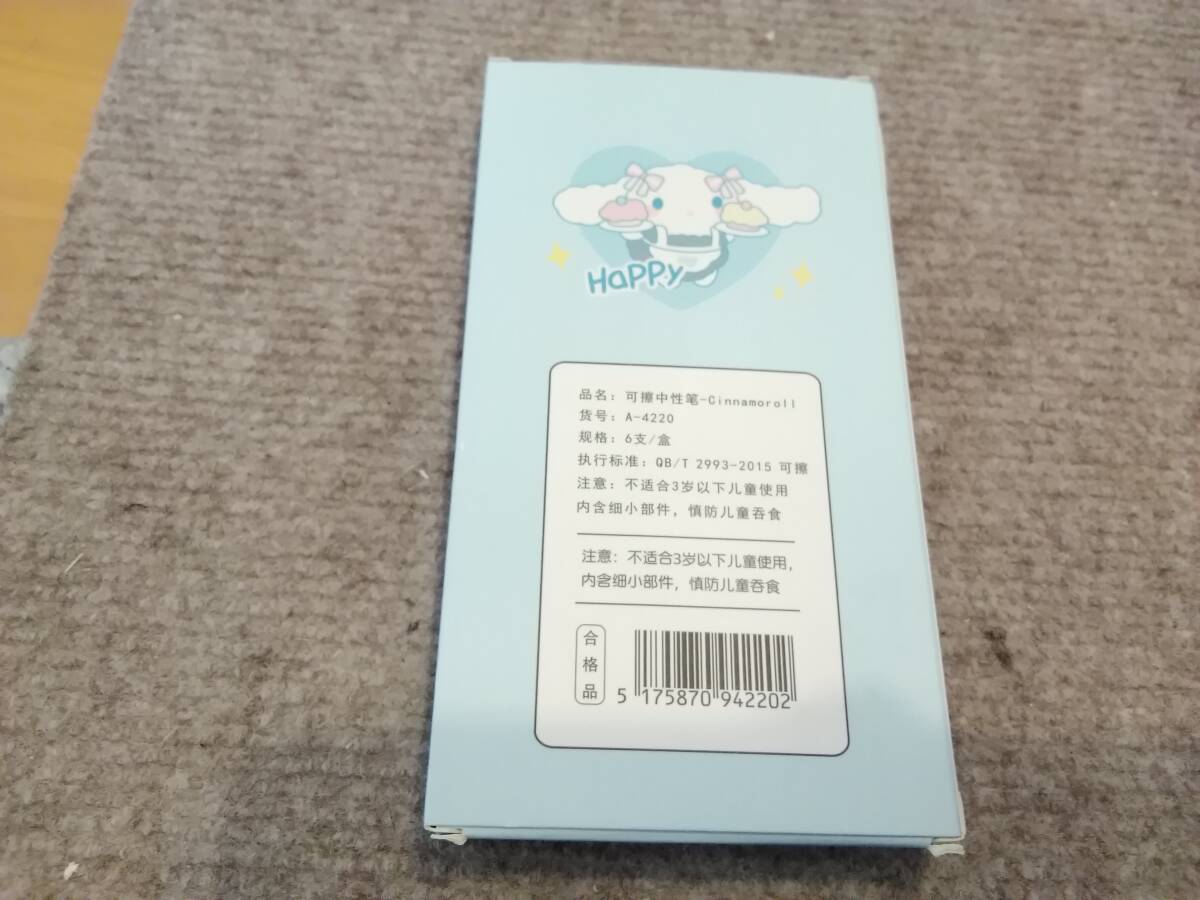 HaPPy
品名：可擦中性笔-Cinnamoroll
货号：A-4220
规格：6支/盒
执行标准：QB/T 2993-2015 可擦
注意：不适合3岁以下儿童使用
内含细小部件，慎防儿童吞食
注意：不适合3岁以下儿童使用，
内含细小部件，慎防儿童吞食
合格品
5 175870 942202